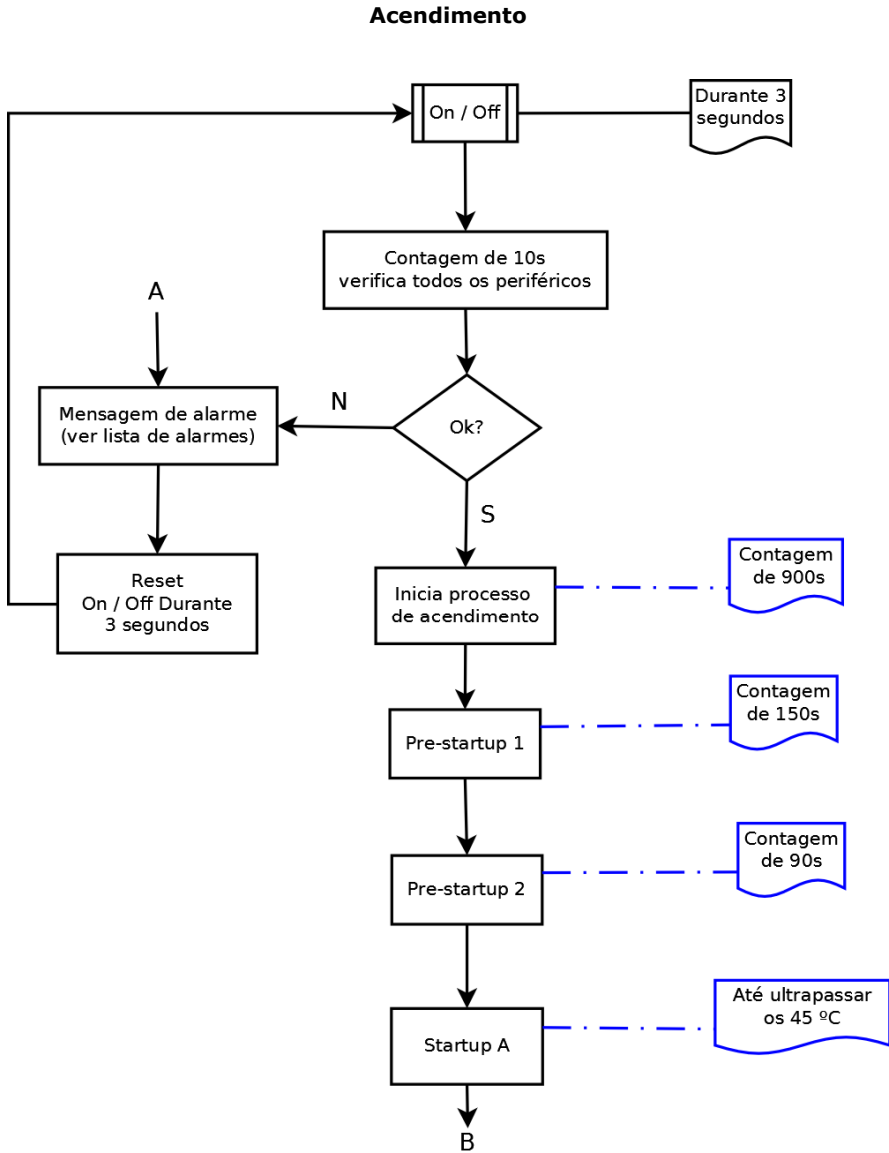 Acendimento
On / Off
Durante 3
segundos
Contagem de 10s
verifica todos os periféricos
A
Mensagem de alarme
(ver lista de alarmes)
N
Ok?
S
Reset
On / Off Durante
3 segundos
Inicia processo
de acendimento
Contagem
de 900s
Pre-startup 1
Contagem
de 150s
Pre-startup 2
Contagem
de 90s
Startup A
Até ultrapassar
os 45 ºC
B